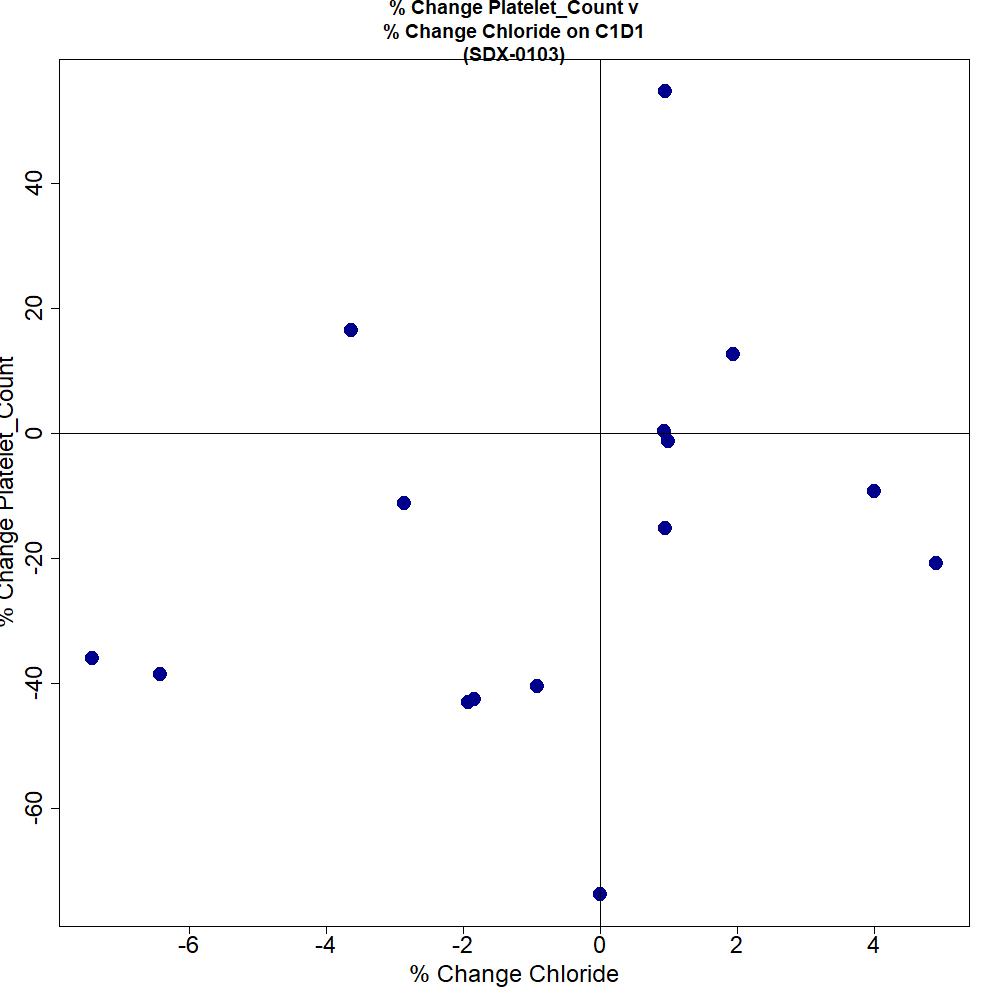 % Change Platelet_Count v
% Change Chloride on C1D1
(SDX-0103)
% Change Platelet_Count
40
20
0
-20
-40
-60
-6
-4
-2
0
2
4
% Change Chloride